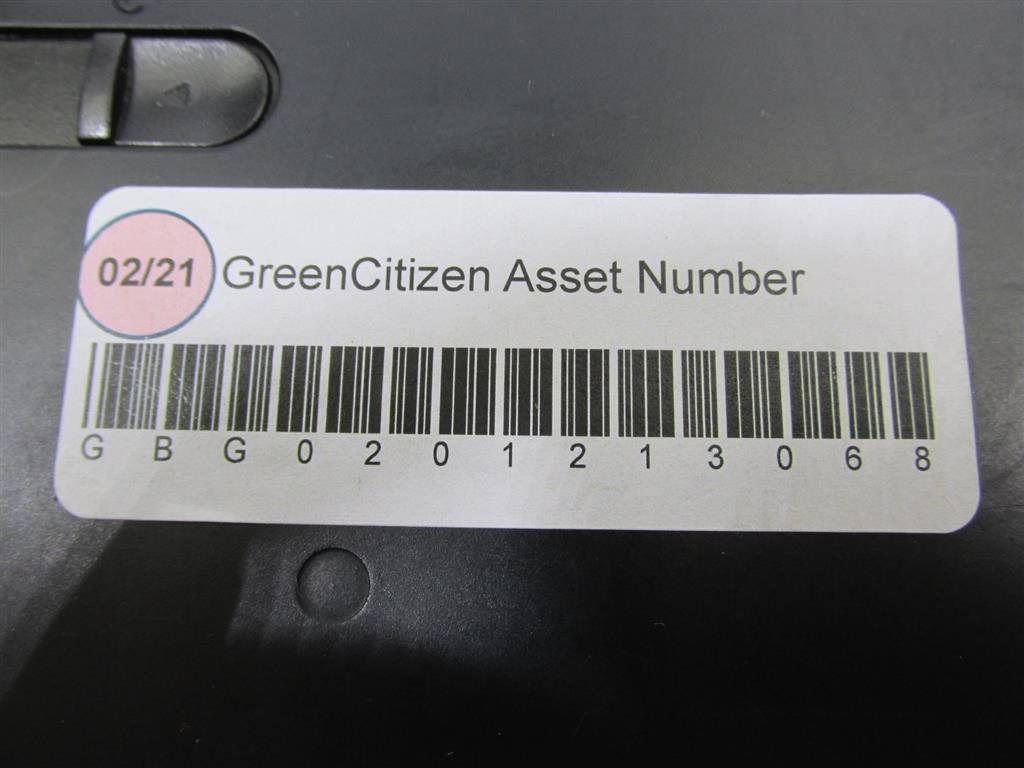 02/21 GreenCitizen Asset Number
G B G 0 2 0 1 2 1 3 0 6 8